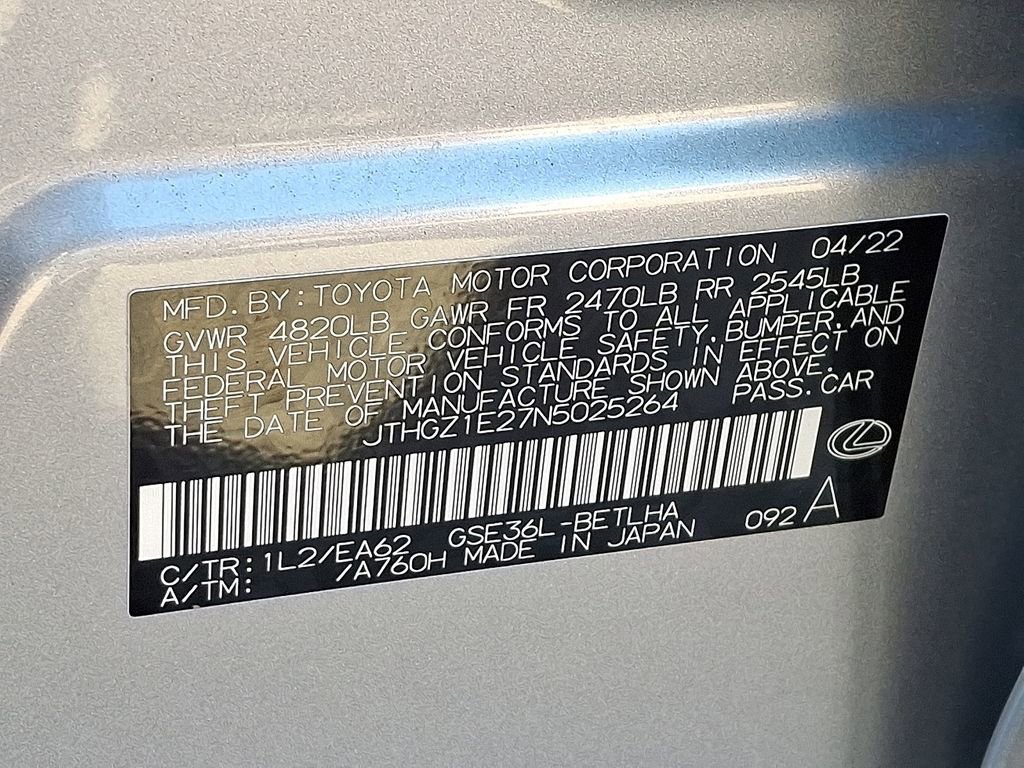 MFD. BY: TOYOTA MOTOR CORPORATION 04/22
GVWR 4820LB GAWR FR 2470LB RR 2545LB
THIS VEHICLE CONFORMS TO ALL APPLICABLE
FEDERAL MOTOR VEHICLE SAFETY, BUMPER, AND
THEFT PREVENTION STANDARDS IN EFFECT ON
THE DATE OF MANUFACTURE SHOWN ABOVE.
JTHGZ1E27N5025264 PASS. CAR
C/TR: 1L2/EA62 GSE36L-BETLHA 092 A
A/TM: /A760H MADE IN JAPAN